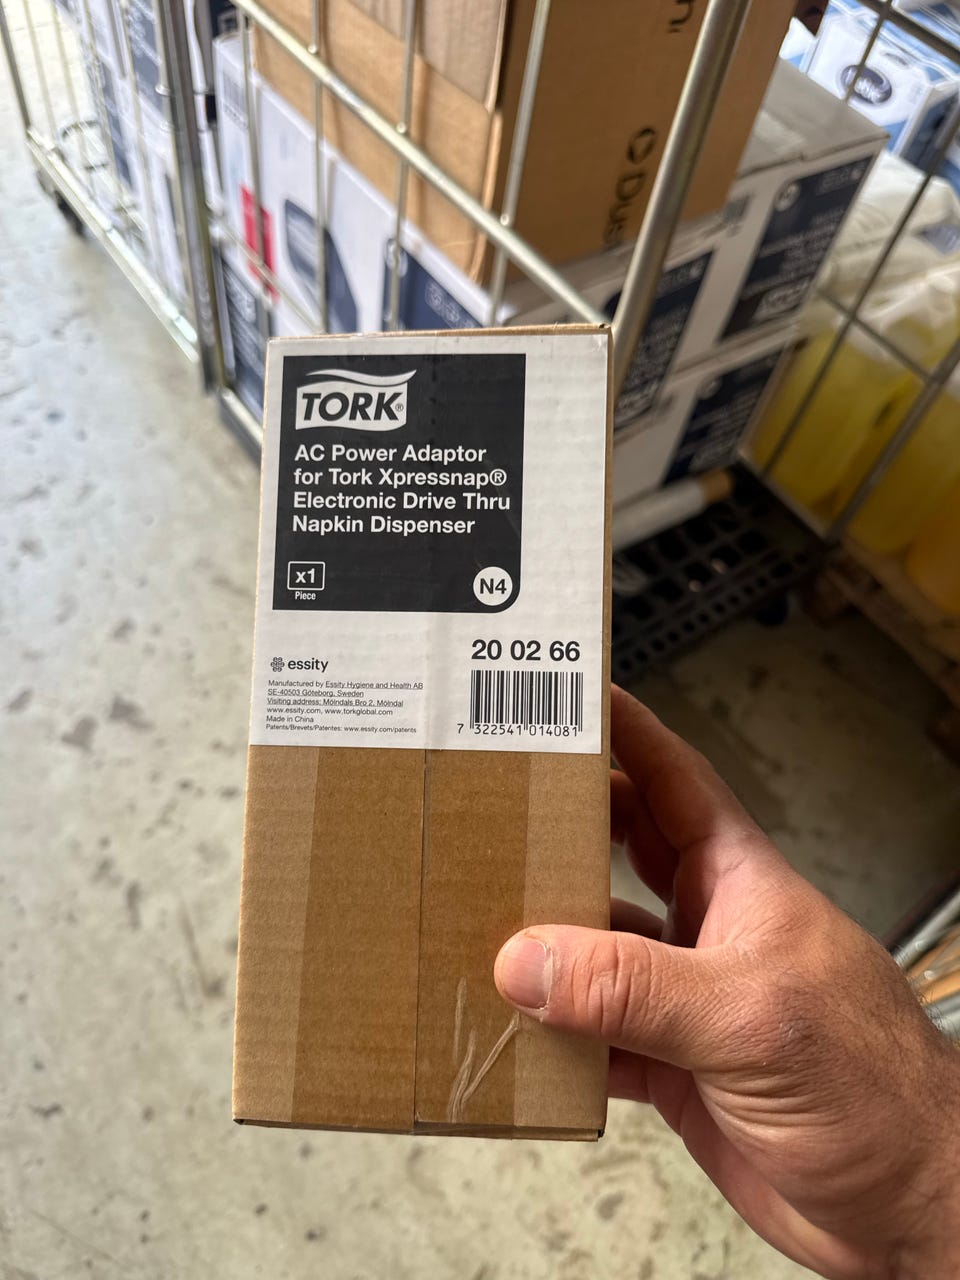 TORK®
AC Power Adaptor
for Tork Xpressnap®
Electronic Drive Thru
Napkin Dispenser
x1
Piece
N4
20 02 66
essity
Manufactured by Essity Hygiene and Health AB
SE-40503 Göteborg, Sweden
Visiting address: Mölndals Bro 2, Mölndal
www.essity.com, www.torkglobal.com
Made in China
Patents/Brevets/Patentes: www.essity.com/patents
7 322541 014081